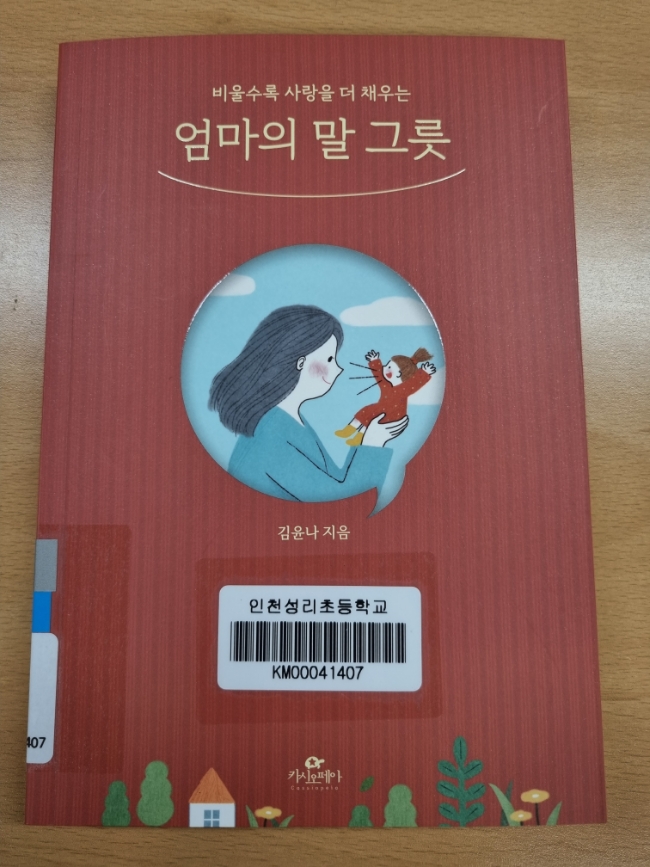 비울수록 사랑을 더 채우는
엄마의 말 그릇
김윤나 지음
인천성리초등학교
KM00041407
407
카시오페아
Cassiopeia